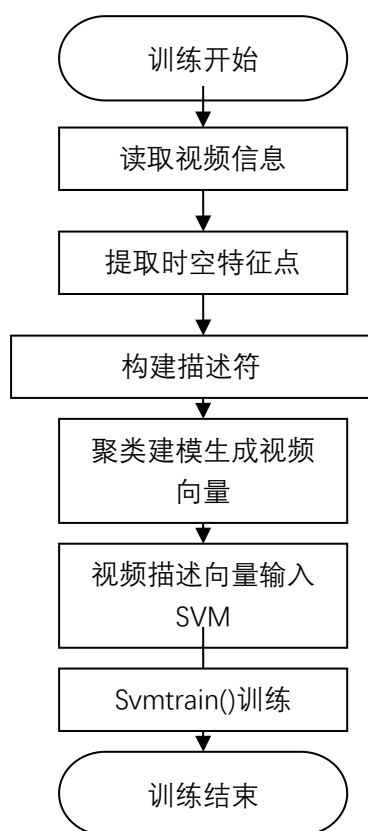 训练开始
读取视频信息
提取时空特征点
构建描述符
聚类建模生成视频
向量
视频描述向量输入
SVM
Svmtrain()训练
训练结束